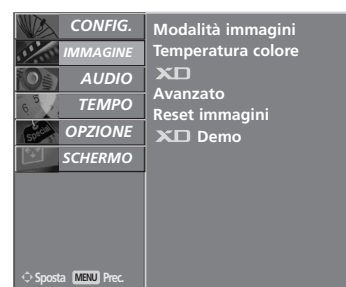 CONFIG.
IMMAGINE
AUDIO
TEMPO
OPZIONE
SCHERMO
Modalità immagini
Temperatura colore
XD
Avanzato
Reset immagini
XD Demo
Sposta MENU Prec.